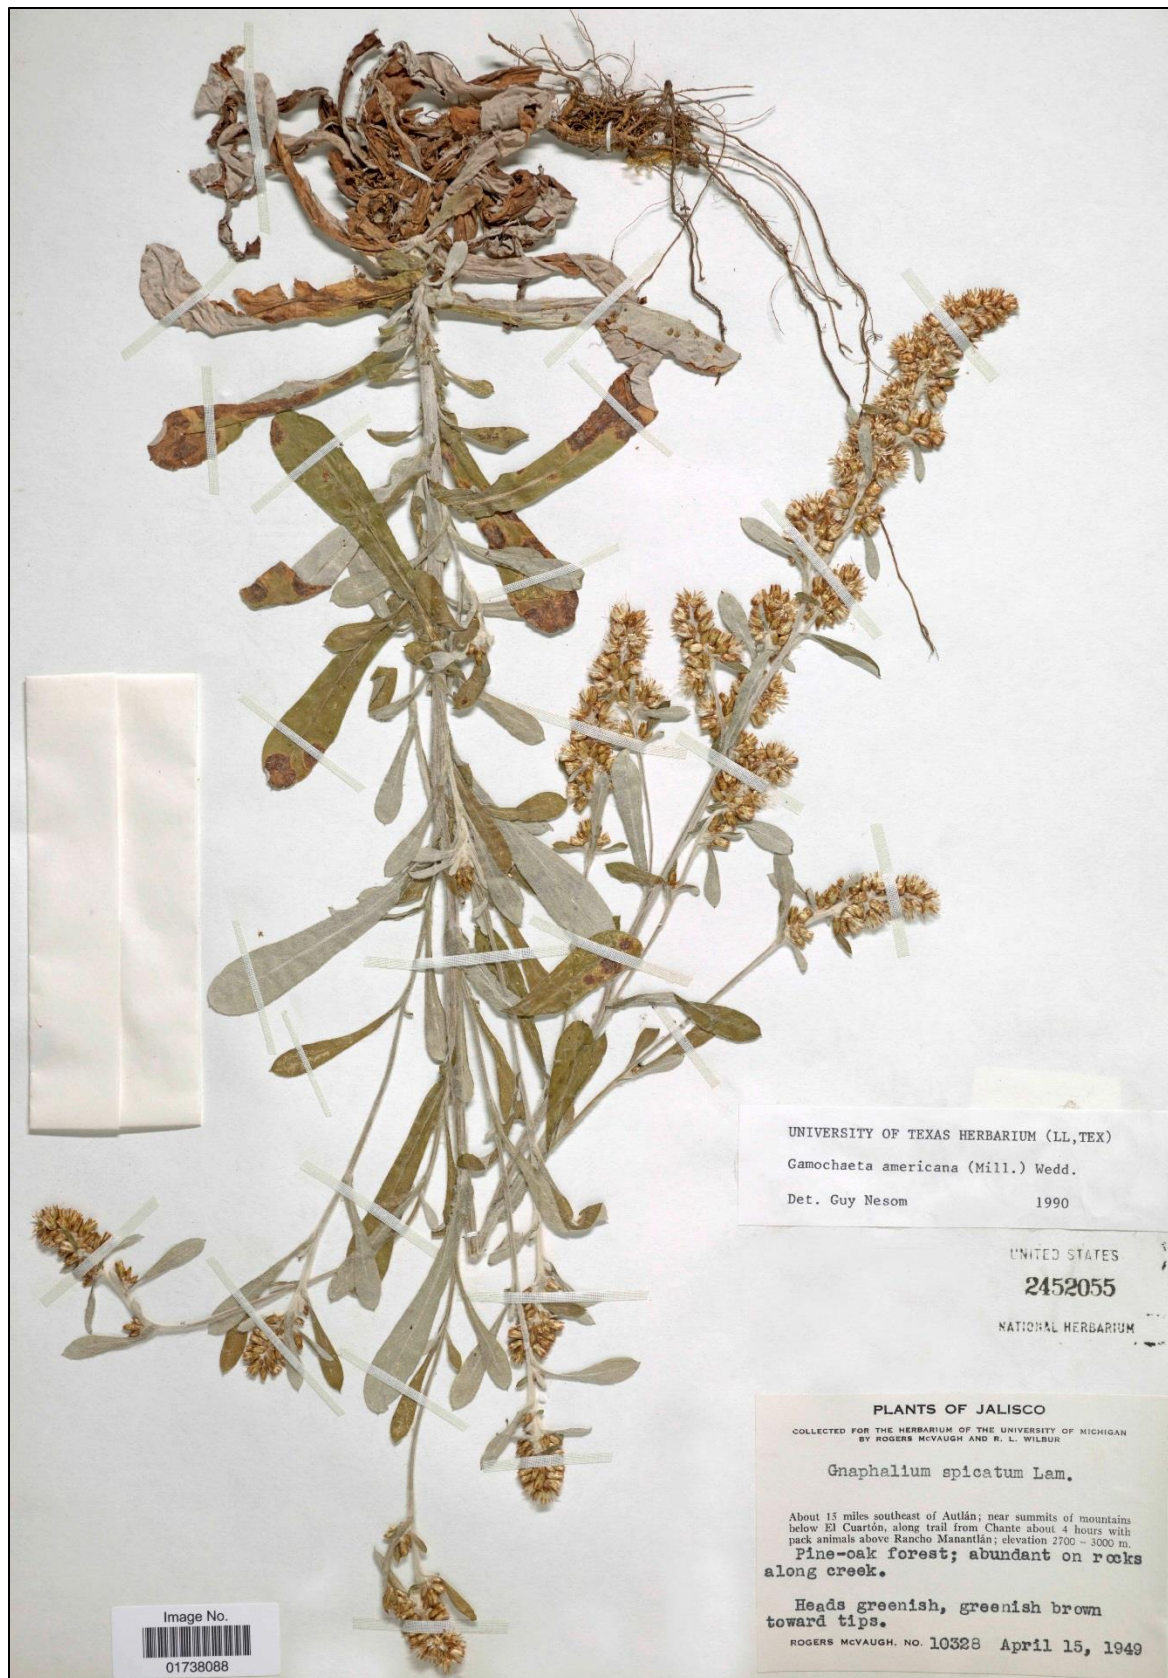 UNIVERSITY OF TEXAS HERBARIUM (LL,TEX)
Gamochaeta americana (Mill.) Wedd.
Det. Guy Nesom 1990
UNITED STATES
2452055
NATIONAL HERBARIUM
PLANTS OF JALISCO
COLLECTED FOR THE HERBARIUM OF THE UNIVERSITY OF MICHIGAN
BY ROGERS McVAUGH AND R. L. WILBUR
Gnaphalium spicatum Lam.
About 15 miles southeast of Autlán; near summits of mountains
below El Cuartón, along trail from Chante about 4 hours with
pack animals above Rancho Manantlán; elevation 2700 – 3000 m.
Pine-oak forest; abundant on rocks
along creek.
Heads greenish, greenish brown
toward tips.
ROGERS McVAUGH, NO. 10328 April 15, 1949
Image No.
01738088